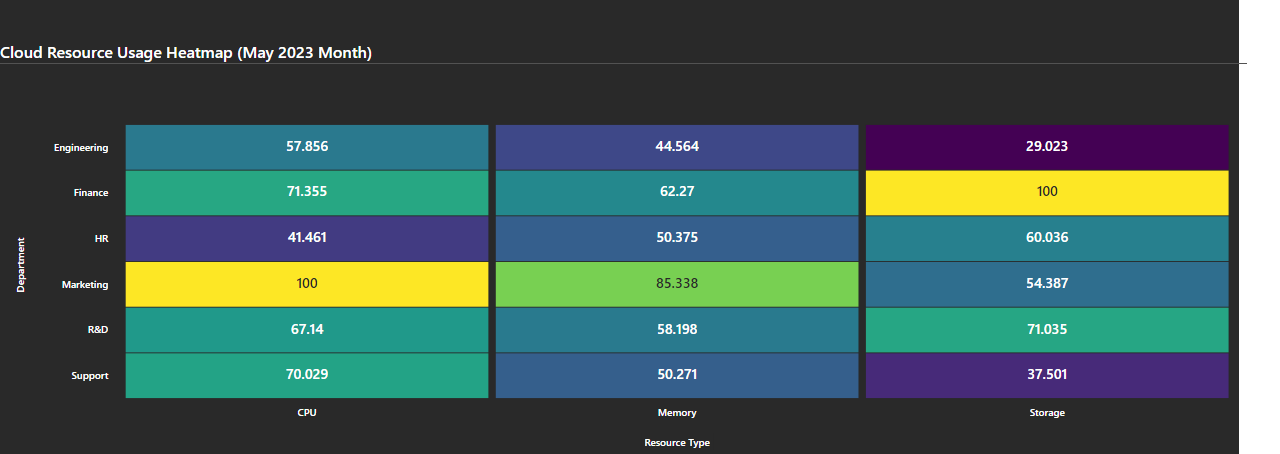 Cloud Resource Usage Heatmap (May 2023 Month)
Engineering 57.856 44.564 29.023
Finance 71.355 62.27 100
HR 41.461 50.375 60.036
Department
Marketing 100 85.338 54.387
R&D 67.14 58.198 71.035
Support 70.029 50.271 37.501
CPU Memory Storage
Resource Type